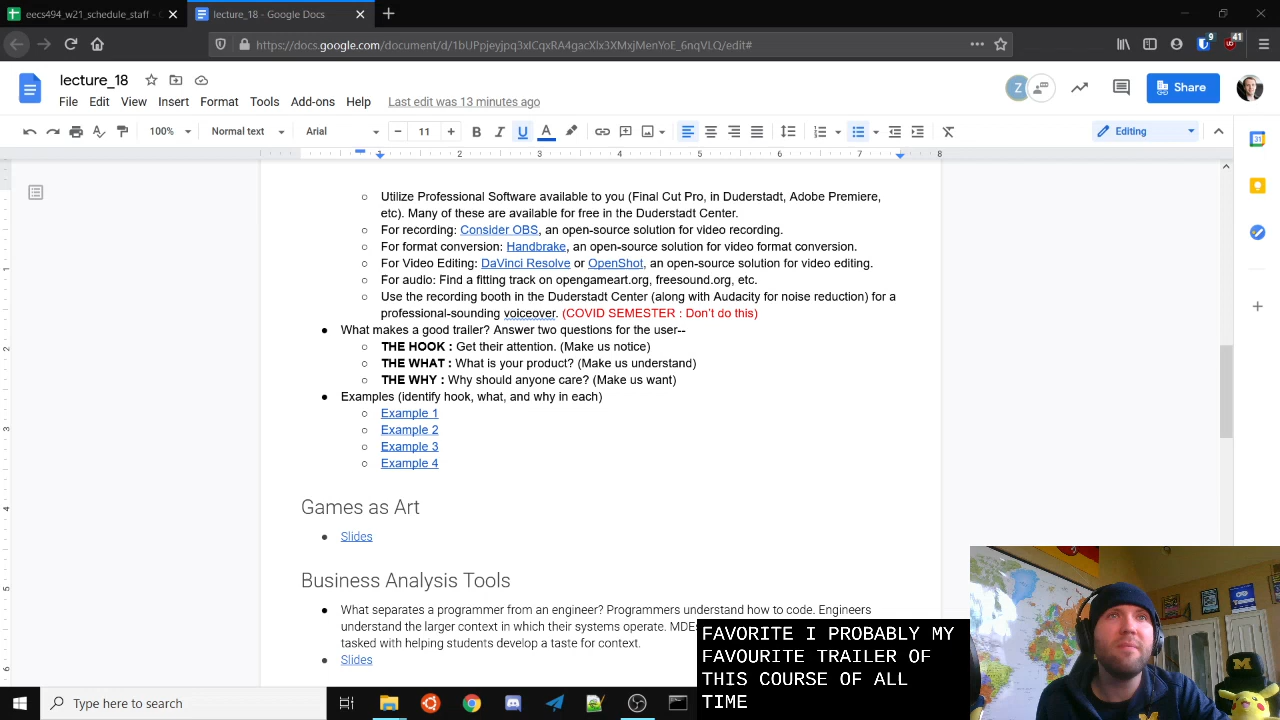 eecs494_w21_schedule_staff -
lecture_18 - Google Docs
https://docs.google.com/document/d/1bUPpjeyjpq3xICqxRA4gacXlx3XMxjMenYoE_6nqVLQ/edit#
9
41
lecture_18
File Edit View Insert Format Tools Add-ons Help Last edit was 13 minutes ago
Z
Share
100% Normal text Arial 11 B I U A Editing
31
1 2 3 4 5 6 7 8
Utilize Professional Software available to you (Final Cut Pro, in Duderstadt, Adobe Premiere,
etc). Many of these are available for free in the Duderstadt Center.
For recording: Consider OBS, an open-source solution for video recording.
For format conversion: Handbrake, an open-source solution for video format conversion.
For Video Editing: DaVinci Resolve or OpenShot, an open-source solution for video editing.
For audio: Find a fitting track on opengameart.org, freesound.org, etc.
Use the recording booth in the Duderstadt Center (along with Audacity for noise reduction) for a
professional-sounding voiceover. (COVID SEMESTER : Don't do this)
What makes a good trailer? Answer two questions for the user--
THE HOOK : Get their attention. (Make us notice)
THE WHAT : What is your product? (Make us understand)
THE WHY : Why should anyone care? (Make us want)
Examples (identify hook, what, and why in each)
Example 1
Example 2
Example 3
Example 4
Games as Art
Slides
Business Analysis Tools
What separates a programmer from an engineer? Programmers understand how to code. Engineers
understand the larger context in which their systems operate. MDES
tasked with helping students develop a taste for context.
Slides
FAVORITE I PROBABLY MY
FAVOURITE TRAILER OF
THIS COURSE OF ALL
TIME
M
Type here to search